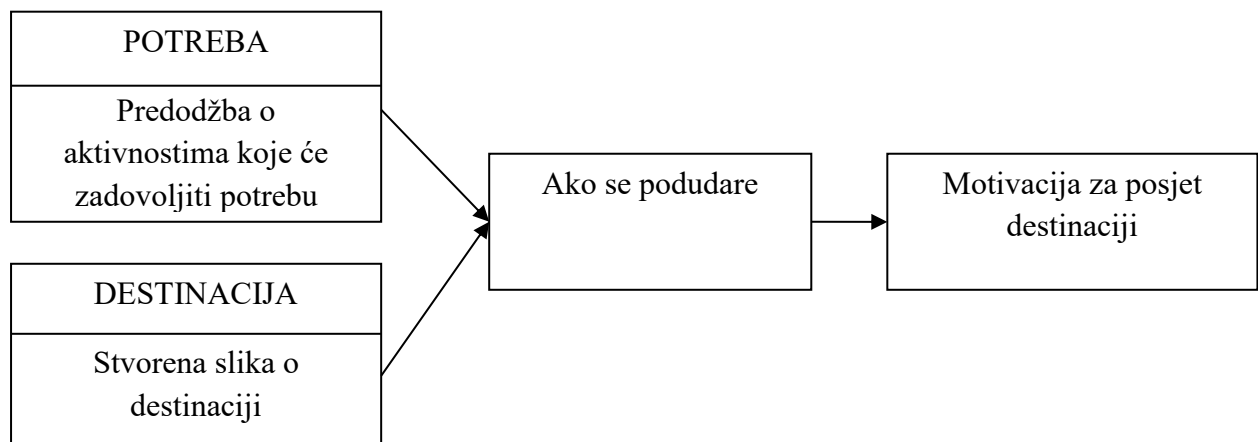 POTREBA
Predodžba o
aktivnostima koje će
zadovoljiti potrebu
DESTINACIJA
Stvorena slika o
destinaciji
Ako se podudare
Motivacija za posjet
destinaciji